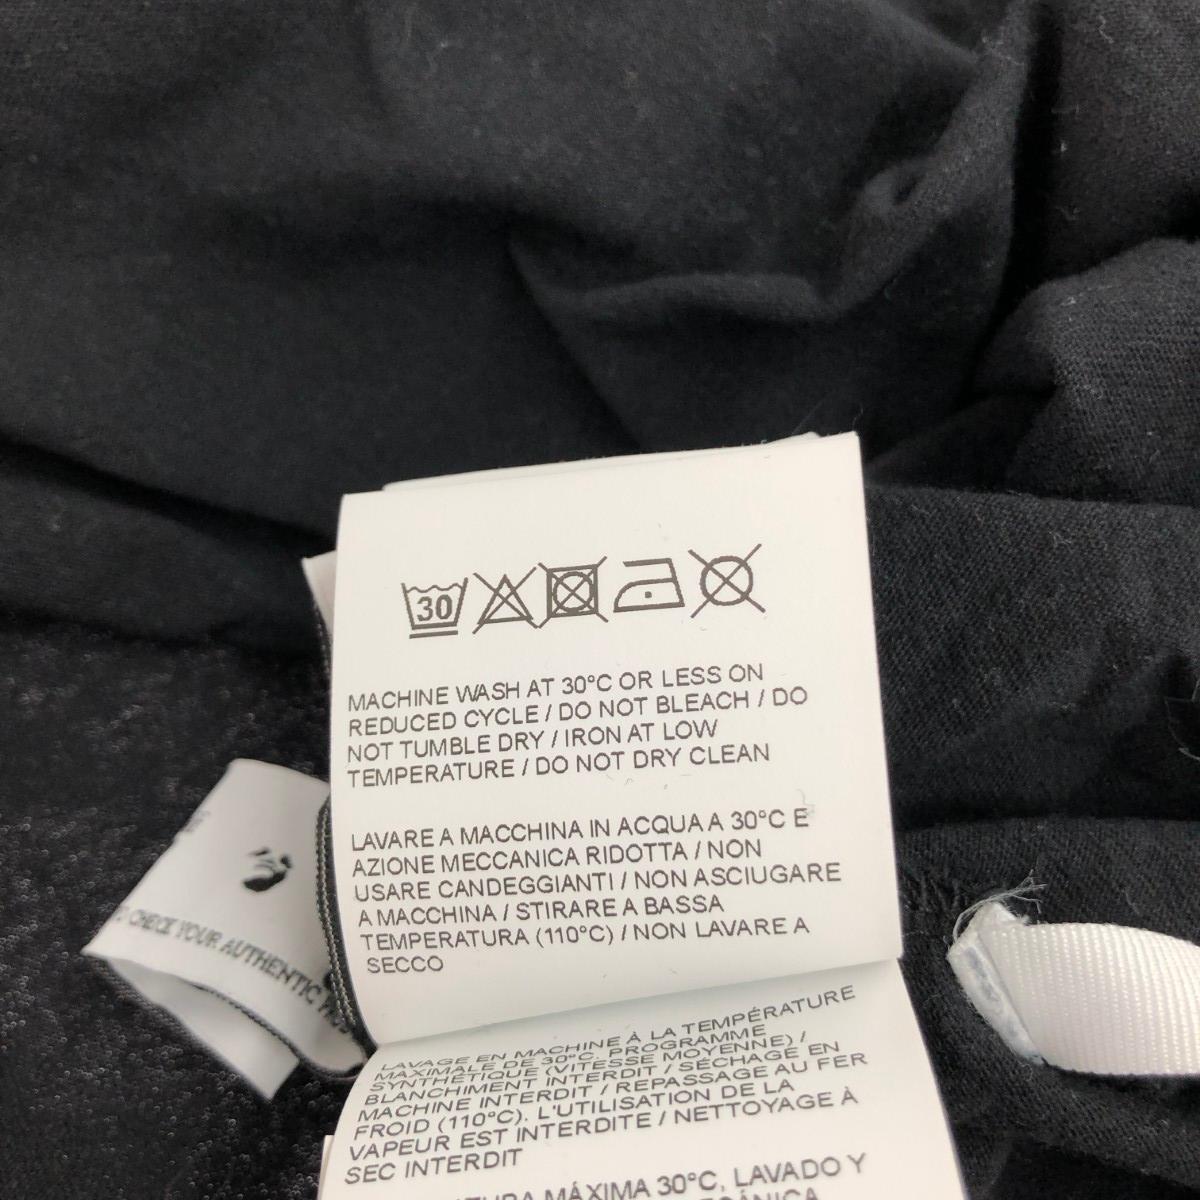 30
MACHINE WASH AT 30°C OR LESS ON
REDUCED CYCLE / DO NOT BLEACH / DO
NOT TUMBLE DRY / IRON AT LOW
TEMPERATURE / DO NOT DRY CLEAN
LAVARE A MACCHINA IN ACQUA A 30°C E
AZIONE MECCANICA RIDOTTA / NON
USARE CANDEGGIANTI / NON ASCIUGARE
A MACCHINA / STIRARE A BASSA
TEMPERATURA (110°C) / NON LAVARE A
SECCO
LAVAGE EN MACHINE À LA TEMPÉRATURE
MAXIMALE DE 30°C. PROGRAMME
SYNTHÉTIQUE (VITESSE MOYENNE) /
BLANCHIMENT INTERDIT / SÉCHAGE EN
MACHINE INTERDIT / REPASSAGE AU FER
FROID (110°C). L'UTILISATION DE LA
VAPEUR EST INTERDITE / NETTOYAGE À
SEC INTERDIT
MÁXIMA 30°C, LAVADO Y
CHECK YOUR AUTHENTIC